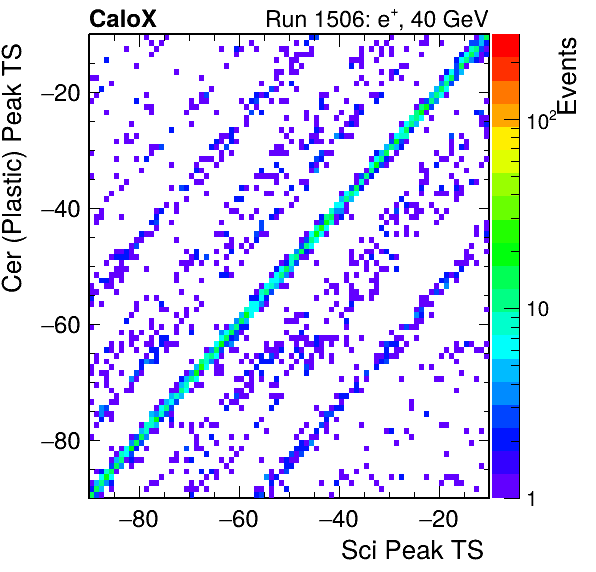 CaloX Run 1506: e⁺, 40 GeV
Cer (Plastic) Peak TS
−20
−40
−60
−80
−80 −60 −40 −20
Sci Peak TS
Events
10²
10
1